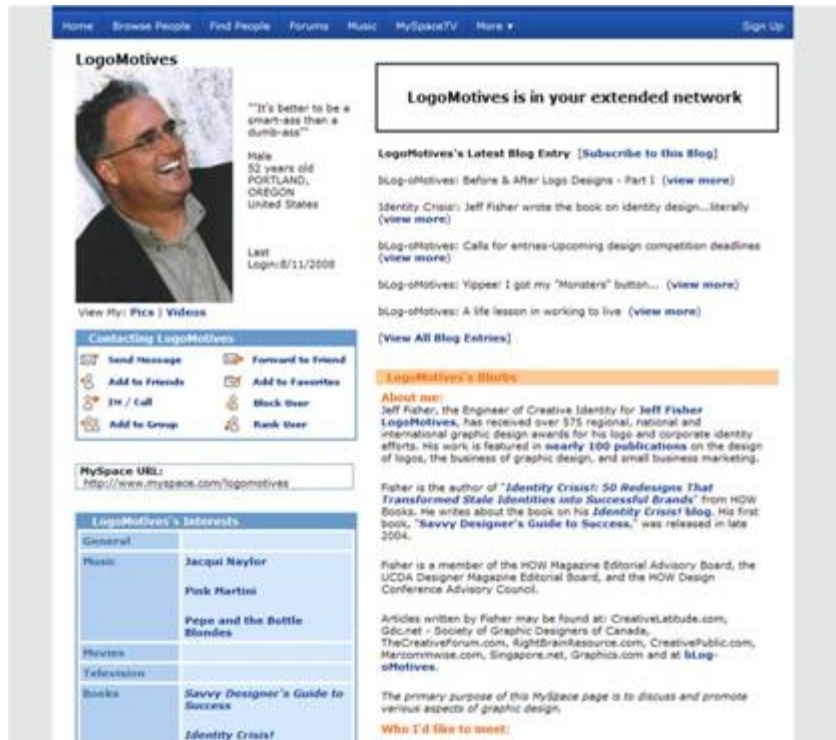 Home Browse People Find People Forums Music MySpaceTV More ▾ Sign Up
LogoMotives
""It's better to be a
smart-ass than a
dumb-ass""
Male
52 years old
PORTLAND,
OREGON
United States
Last
Login:8/11/2008
View My: Pics | Videos
Contacting LogoMotives
Send Message Forward to Friend
Add to Friends Add to Favorites
IM / Call Block User
Add to Group Rank User
MySpace URL:
http://www.myspace.com/logomotives
LogoMotives's Interests
General
Music Jacqui Naylor
Pink Martini
Pepe and the Bottle
Blondes
Movies
Television
Books Savvy Designer's Guide to
Success
Identity Crisis!
LogoMotives is in your extended network
LogoMotives's Latest Blog Entry [Subscribe to this Blog]
bLog-oMotives: Before & After Logo Designs - Part I (view more)
Identity Crisis!: Jeff Fisher wrote the book on identity design...literally
(view more)
bLog-oMotives: Calls for entries-Upcoming design competition deadlines
(view more)
bLog-oMotives: Yippee! I got my "Monsters" button... (view more)
bLog-oMotives: A life lesson in working to live (view more)
[View All Blog Entries]
LogoMotives's Blurbs
About me:
Jeff Fisher, the Engineer of Creative Identity for Jeff Fisher
LogoMotives, has received over 575 regional, national and
international graphic design awards for his logo and corporate identity
efforts. His work is featured in nearly 100 publications on the design
of logos, the business of graphic design, and small business marketing.
Fisher is the author of "Identity Crisis!: 50 Redesigns That
Transformed Stale Identities into Successful Brands" from HOW
Books. He writes about the book on his Identity Crisis! blog. His first
book, "Savvy Designer's Guide to Success," was released in late
2004.
Fisher is a member of the HOW Magazine Editorial Advisory Board, the
UCDA Designer Magazine Editorial Board, and the HOW Design
Conference Advisory Council.
Articles written by Fisher may be found at: CreativeLatitude.com,
Gdc.net - Society of Graphic Designers of Canada,
TheCreativeForum.com, RightBrainResource.com, CreativePublic.com,
Marcommwise.com, Singapore.net, Graphics.com and at bLog-
oMotives.
The primary purpose of this MySpace page is to discuss and promote
various aspects of graphic design.
Who I'd like to meet: